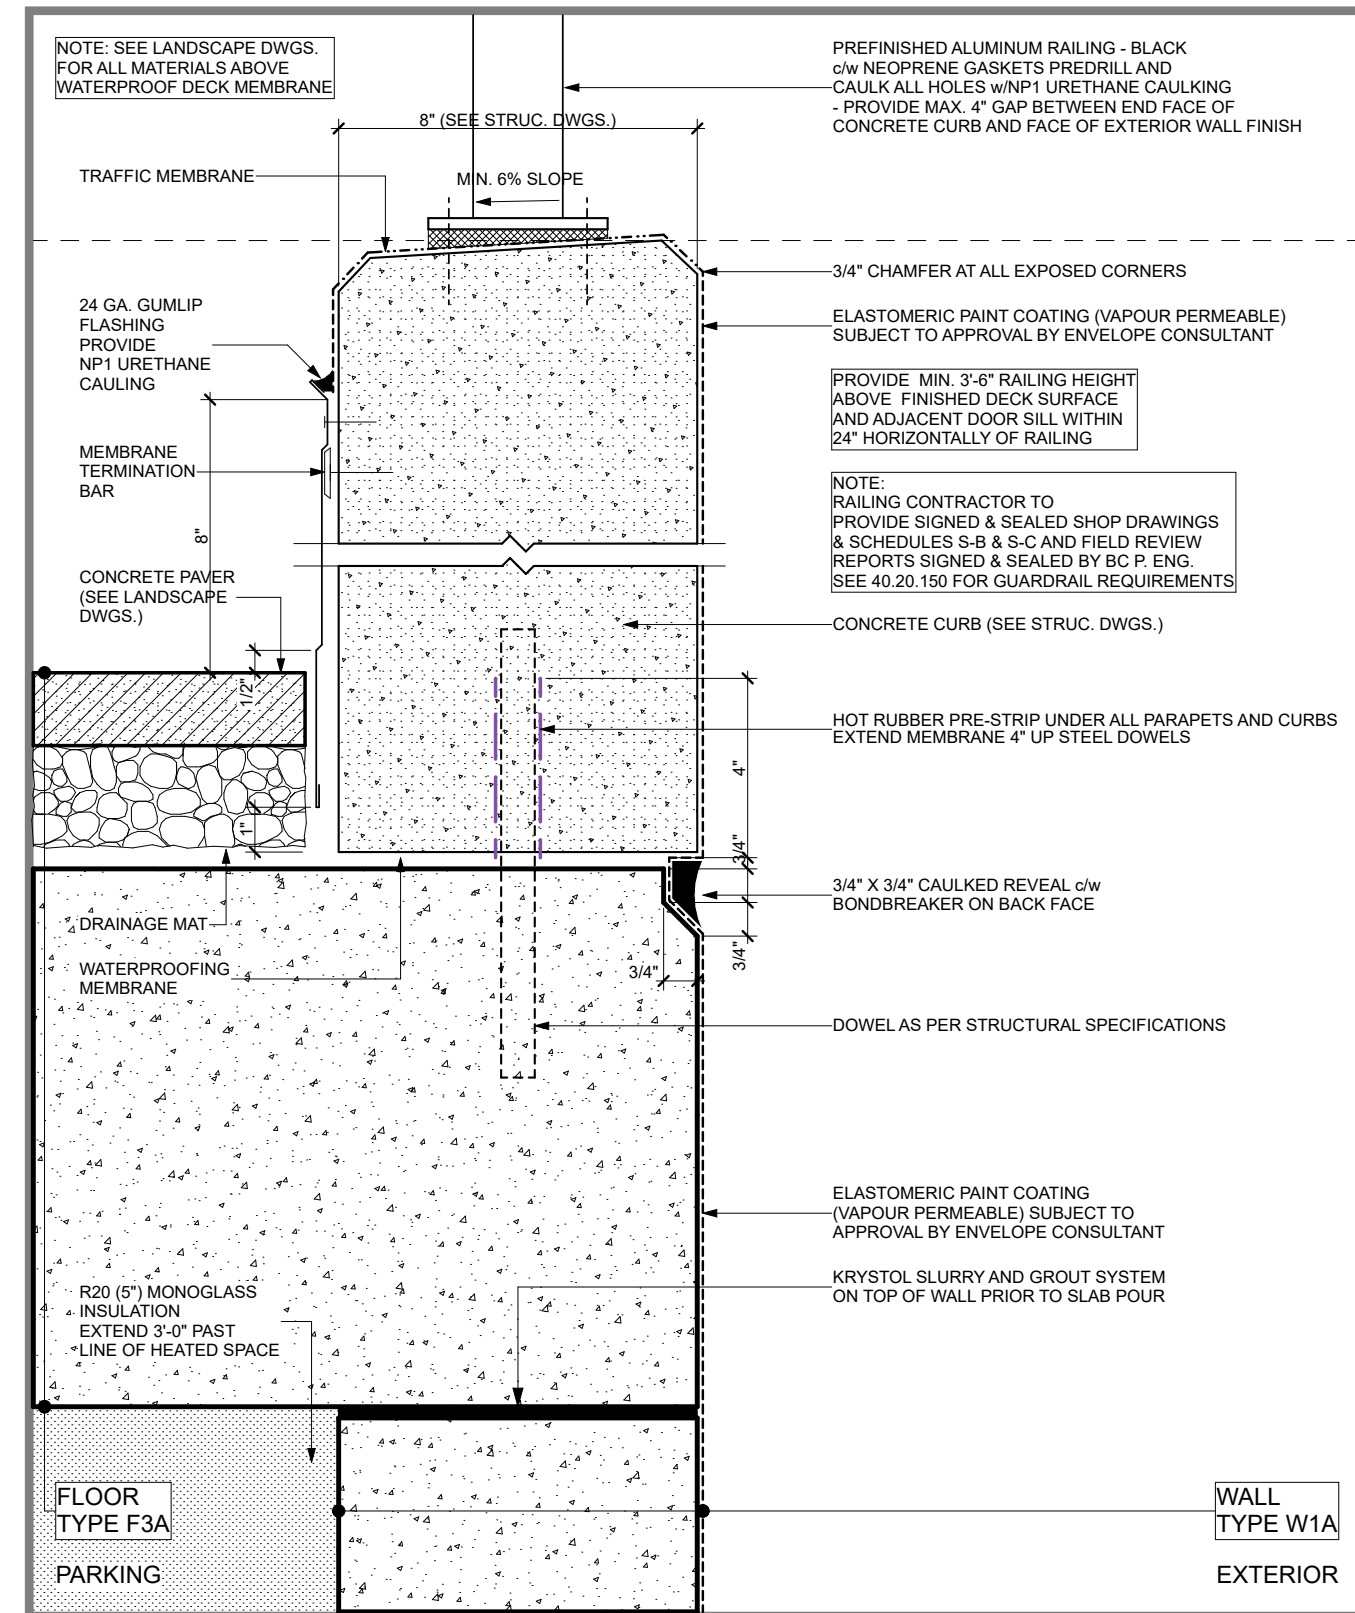 NOTE: SEE LANDSCAPE DWGS.
FOR ALL MATERIALS ABOVE
WATERPROOF DECK MEMBRANE
PREFINISHED ALUMINUM RAILING - BLACK
c/w NEOPRENE GASKETS PREDRILL AND
CAULK ALL HOLES w/NP1 URETHANE CAULKING
- PROVIDE MAX. 4" GAP BETWEEN END FACE OF
CONCRETE CURB AND FACE OF EXTERIOR WALL FINISH
8" (SEE STRUC. DWGS.)
TRAFFIC MEMBRANE
MIN. 6% SLOPE
3/4" CHAMFER AT ALL EXPOSED CORNERS
24 GA. GUMLIP
FLASHING
PROVIDE
NP1 URETHANE
CAULING
ELASTOMERIC PAINT COATING (VAPOUR PERMEABLE)
SUBJECT TO APPROVAL BY ENVELOPE CONSULTANT
PROVIDE MIN. 3'-6" RAILING HEIGHT
ABOVE FINISHED DECK SURFACE
AND ADJACENT DOOR SILL WITHIN
24" HORIZONTALLY OF RAILING
MEMBRANE
TERMINATION
BAR
NOTE:
RAILING CONTRACTOR TO
PROVIDE SIGNED & SEALED SHOP DRAWINGS
& SCHEDULES S-B & S-C AND FIELD REVIEW
REPORTS SIGNED & SEALED BY BC P. ENG.
SEE 40.20.150 FOR GUARDRAIL REQUIREMENTS
8"
CONCRETE PAVER
(SEE LANDSCAPE
DWGS.)
CONCRETE CURB (SEE STRUC. DWGS.)
1/2"
HOT RUBBER PRE-STRIP UNDER ALL PARAPETS AND CURBS
EXTEND MEMBRANE 4" UP STEEL DOWELS
4"
1"
3/4"
3/4" X 3/4" CAULKED REVEAL c/w
BONDBREAKER ON BACK FACE
DRAINAGE MAT
3/4"
WATERPROOFING
MEMBRANE
3/4"
DOWEL AS PER STRUCTURAL SPECIFICATIONS
ELASTOMERIC PAINT COATING
(VAPOUR PERMEABLE) SUBJECT TO
APPROVAL BY ENVELOPE CONSULTANT
KRYSTOL SLURRY AND GROUT SYSTEM
ON TOP OF WALL PRIOR TO SLAB POUR
R20 (5") MONOGLASS
INSULATION
EXTEND 3'-0" PAST
LINE OF HEATED SPACE
FLOOR
TYPE F3A
WALL
TYPE W1A
PARKING
EXTERIOR